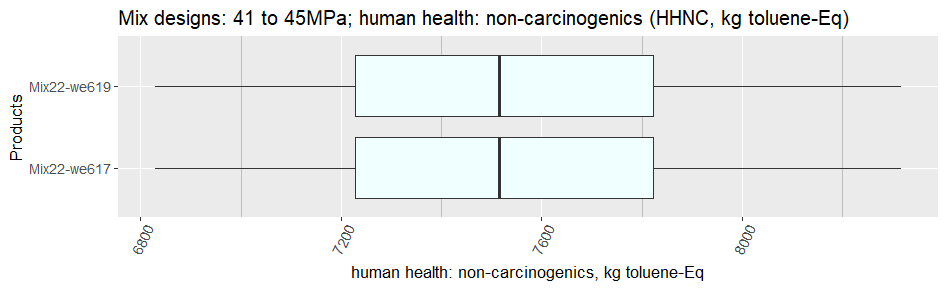 Mix designs: 41 to 45MPa; human health: non-carcinogenics (HHNC, kg toluene-Eq)
Products
Mix22-we619
Mix22-we617
6800
7200
7600
8000
human health: non-carcinogenics, kg toluene-Eq